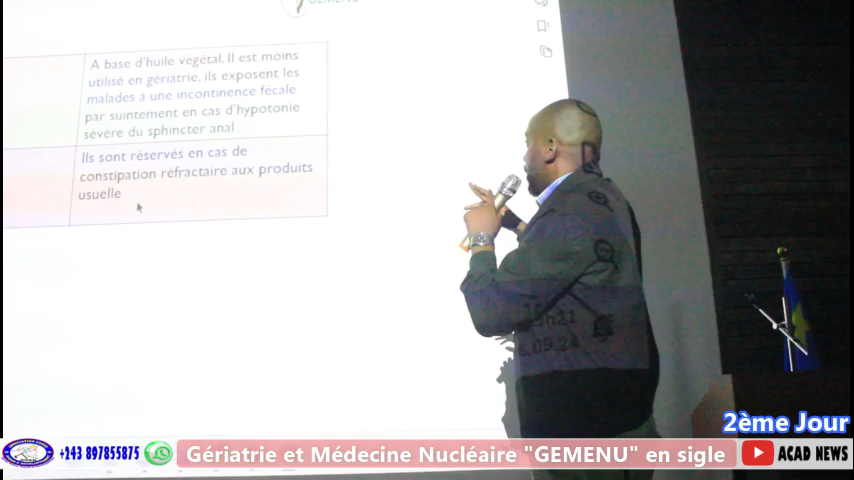 GEMENU
A base d'huile végétal, Il est moins
utilisé en gériatrie, ils exposent les
malades à une incontinence fécale
par suintement en cas d'hypotonie
sévère du sphincter anal
Ils sont réservés en cas de
constipation réfractaire aux produits
usuelle
2ème Jour
+243 897855875
Gériatrie et Médecine Nucléaire "GEMENU" en sigle
ACAD NEWS